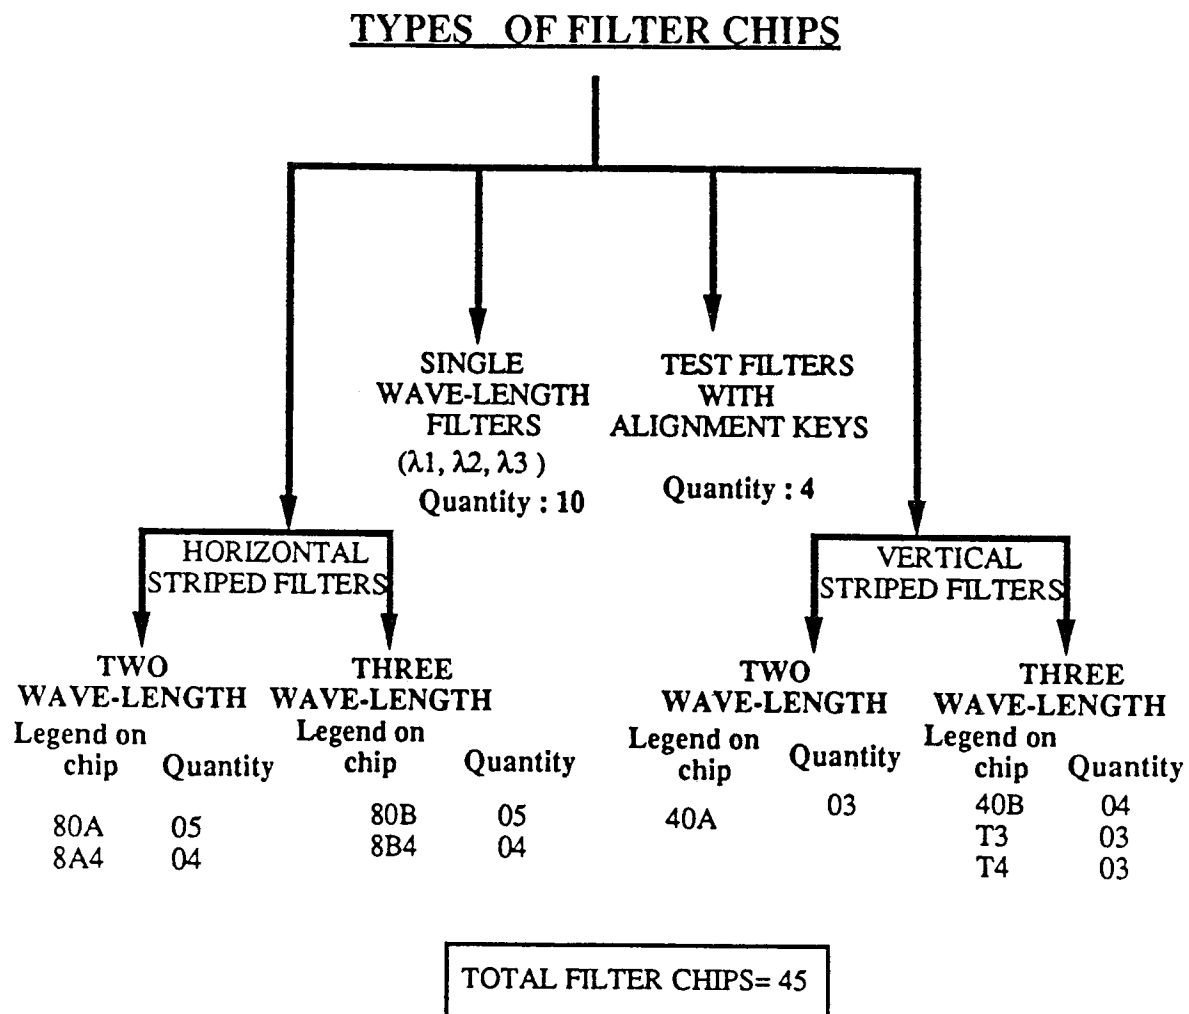 TYPES OF FILTER CHIPS
SINGLE
WAVE-LENGTH
FILTERS
(λ1, λ2, λ3 )
Quantity : 10
TEST FILTERS
WITH
ALIGNMENT KEYS
Quantity : 4
HORIZONTAL
STRIPED FILTERS
TWO
WAVE-LENGTH
Legend on
chip Quantity
80A 05
8A4 04
THREE
WAVE-LENGTH
Legend on
chip Quantity
80B 05
8B4 04
VERTICAL
STRIPED FILTERS
TWO
WAVE-LENGTH
Legend on
chip Quantity
40A 03
THREE
WAVE-LENGTH
Legend on
chip Quantity
40B 04
T3 03
T4 03
TOTAL FILTER CHIPS= 45